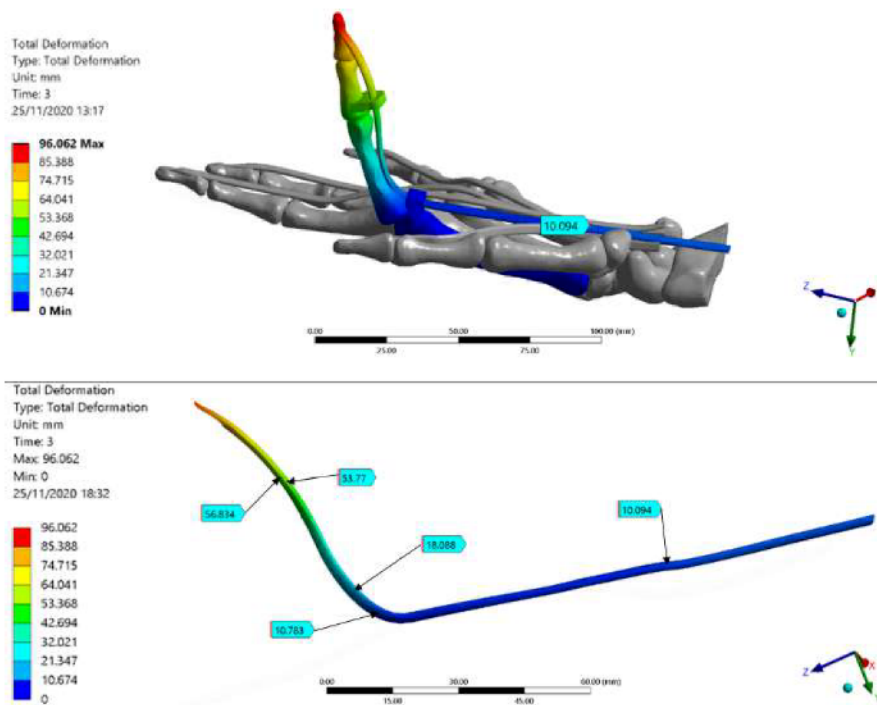 Total Deformation
Type: Total Deformation
Unit: mm
Time: 3
25/11/2020 13:17
96.062 Max
85.388
74.715
64.041
53.368
42.694
32.021
21.347
10.674
0 Min
10.094
Z
Y
0.00 50.00 100.00 (mm)
25.00 75.00
Total Deformation
Type: Total Deformation
Unit: mm
Time: 3
Max: 96.062
Min: 0
25/11/2020 18:32
96.062
85.388
74.715
64.041
53.368
42.694
32.021
21.347
10.674
0
53.77
56.834
10.094
18.088
10.783
Z
X
0.00 30.00 60.00 (mm)
15.00 45.00